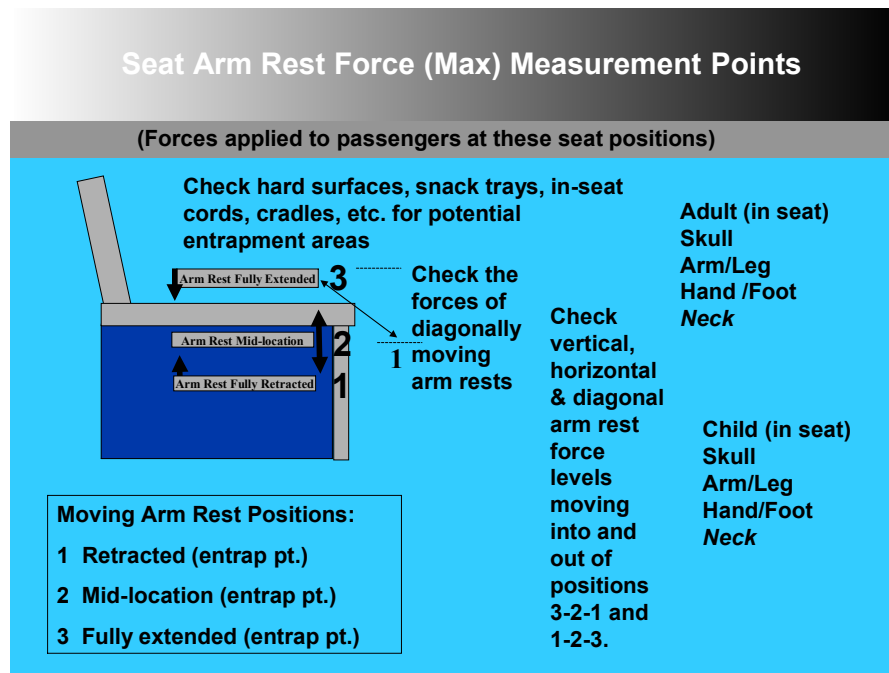 Seat Arm Rest Force (Max) Measurement Points
(Forces applied to passengers at these seat positions)
Check hard surfaces, snack trays, in-seat
cords, cradles, etc. for potential
entrapment areas
Arm Rest Fully Extended
3
Arm Rest Mid-location
2
Arm Rest Fully Retracted
1
1
Check the
forces of
diagonally
moving
arm rests
Check
vertical,
horizontal
& diagonal
arm rest
force
levels
moving
into and
out of
positions
3-2-1 and
1-2-3.
Adult (in seat)
Skull
Arm/Leg
Hand /Foot
Neck
Child (in seat)
Skull
Arm/Leg
Hand/Foot
Neck
Moving Arm Rest Positions:
1 Retracted (entrap pt.)
2 Mid-location (entrap pt.)
3 Fully extended (entrap pt.)